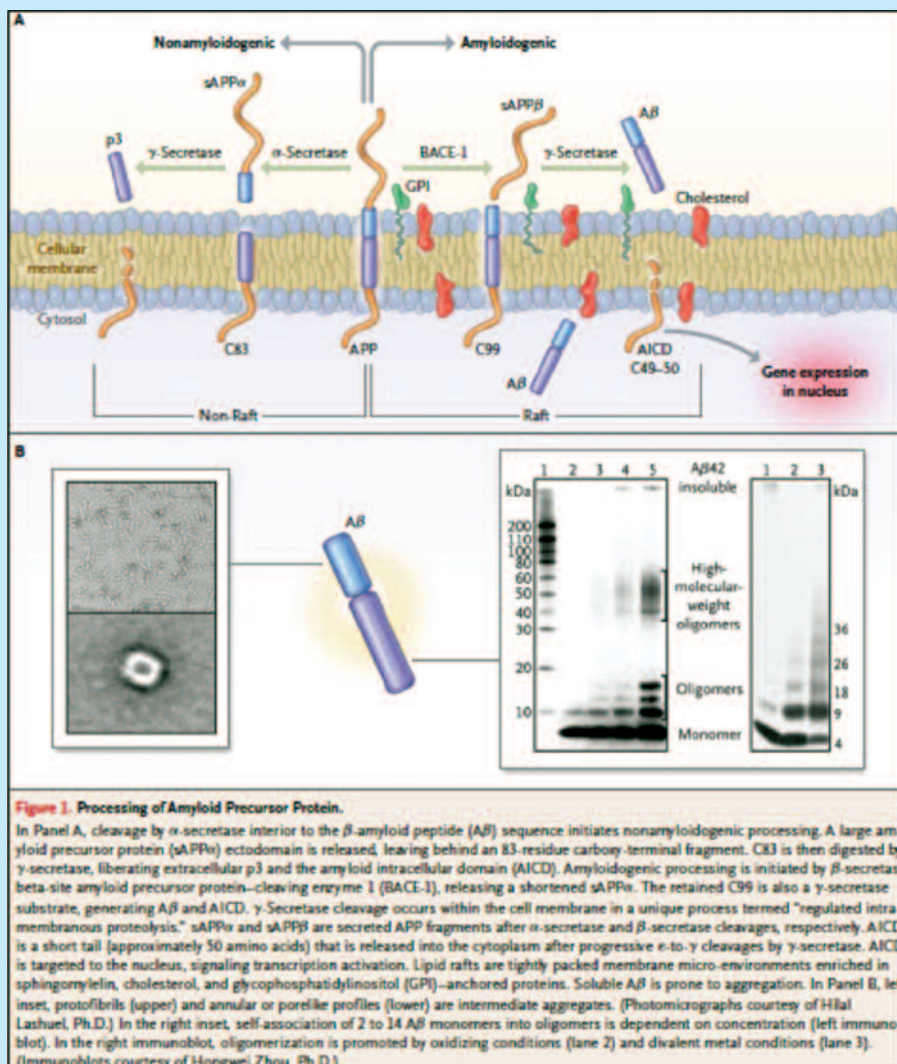 A
Nonamyloidogenic
Amyloidogenic
sAPPα
sAPPβ
Aβ
p3
γ-Secretase
α-Secretase
BACE-1
γ-Secretase
GPI
Cholesterol
Cellular
membrane
Cytosol
C83
APP
C99
Aβ
AICD
C49–50
Gene expression
in nucleus
Non-Raft
Raft
B
Aβ
1 2 3 4 5
kDa
200
110
100
80
60
50
40
30
20
10
Aβ42
insoluble
High-
molecular-
weight
oligomers
Oligomers
Monomer
1 2 3
kDa
36
26
18
9
4
Figure 1. Processing of Amyloid Precursor Protein.
In Panel A, cleavage by α-secretase interior to the β-amyloid peptide (Aβ) sequence initiates nonamyloidogenic processing. A large am-
yloid precursor protein (sAPPα) ectodomain is released, leaving behind an 83-residue carboxy-terminal fragment. C83 is then digested by
γ-secretase, liberating extracellular p3 and the amyloid intracellular domain (AICD). Amyloidogenic processing is initiated by β-secretase
beta-site amyloid precursor protein–cleaving enzyme 1 (BACE-1), releasing a shortened sAPPα. The retained C99 is also a γ-secretase
substrate, generating Aβ and AICD. γ-Secretase cleavage occurs within the cell membrane in a unique process termed "regulated intra-
membranous proteolysis." sAPPα and sAPPβ are secreted APP fragments after α-secretase and β-secretase cleavages, respectively. AICD
is a short tail (approximately 50 amino acids) that is released into the cytoplasm after progressive ε-to-γ cleavages by γ-secretase. AICD
is targeted to the nucleus, signaling transcription activation. Lipid rafts are tightly packed membrane micro-environments enriched in
sphingomyelin, cholesterol, and glycophosphatidylinositol (GPI)–anchored proteins. Soluble Aβ is prone to aggregation. In Panel B, left
inset, protofibrils (upper) and annular or porelike profiles (lower) are intermediate aggregates. (Photomicrographs courtesy of Hilal
Lashuel, Ph.D.) In the right inset, self-association of 2 to 14 Aβ monomers into oligomers is dependent on concentration (left immuno-
blot). In the right immunoblot, oligomerization is promoted by oxidizing conditions (lane 2) and divalent metal conditions (lane 3).
(Immunoblots courtesy of Hongwei Zhou, Ph.D.)